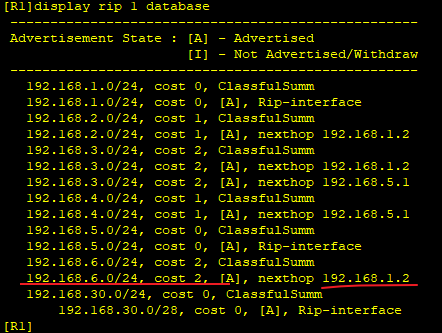 [R1]display rip 1 database
---------------------------------------------------
Advertisement State : [A] - Advertised
[I] - Not Advertised/Withdraw
---------------------------------------------------
192.168.1.0/24, cost 0, ClassfulSumm
192.168.1.0/24, cost 0, [A], Rip-interface
192.168.2.0/24, cost 1, ClassfulSumm
192.168.2.0/24, cost 1, [A], nexthop 192.168.1.2
192.168.3.0/24, cost 2, ClassfulSumm
192.168.3.0/24, cost 2, [A], nexthop 192.168.1.2
192.168.3.0/24, cost 2, [A], nexthop 192.168.5.1
192.168.4.0/24, cost 1, ClassfulSumm
192.168.4.0/24, cost 1, [A], nexthop 192.168.5.1
192.168.5.0/24, cost 0, ClassfulSumm
192.168.5.0/24, cost 0, [A], Rip-interface
192.168.6.0/24, cost 2, ClassfulSumm
192.168.6.0/24, cost 2, [A], nexthop 192.168.1.2
192.168.30.0/24, cost 0, ClassfulSumm
192.168.30.0/28, cost 0, [A], Rip-interface
[R1]